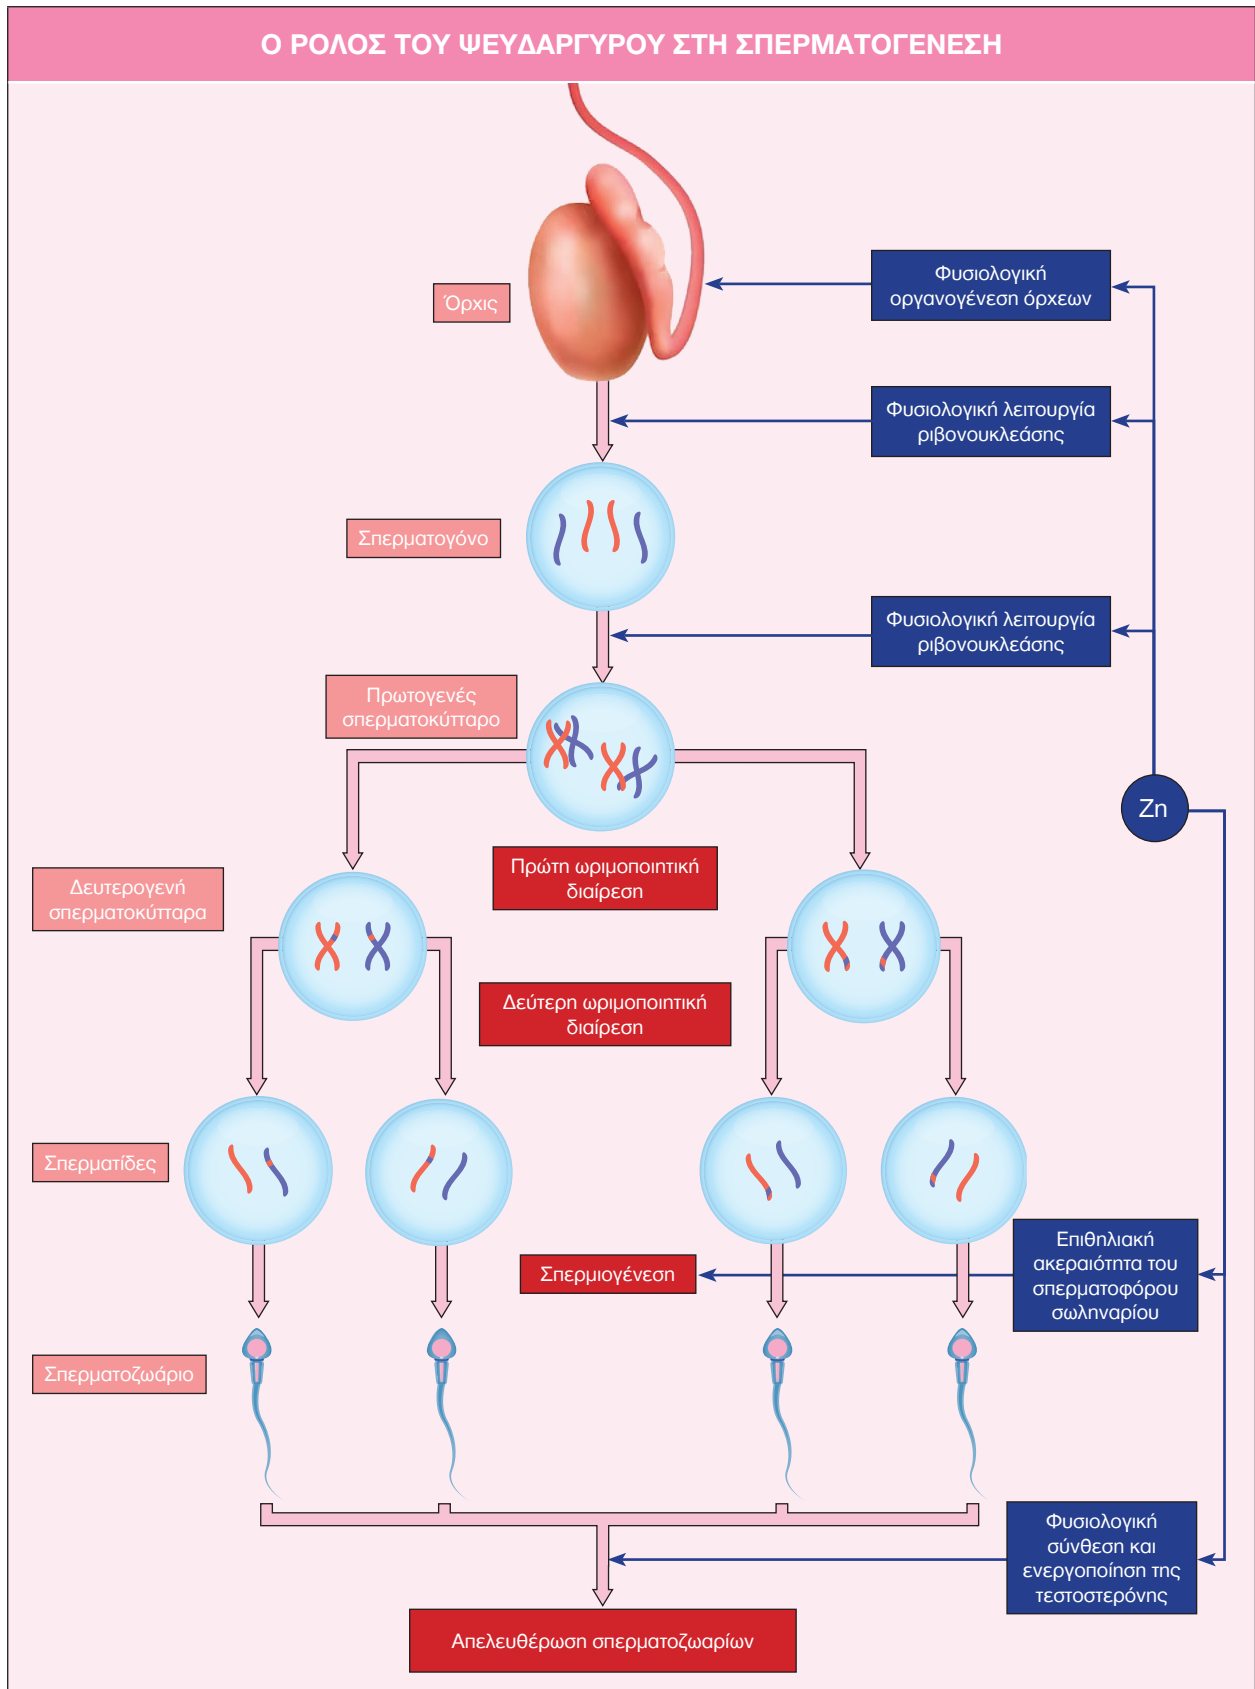 Ο ΡΟΛΟΣ ΤΟΥ ΨΕΥΔΑΡΓΥΡΟΥ ΣΤΗ ΣΠΕΡΜΑΤΟΓΕΝΕΣΗ
Φυσιολογική
οργανογένεση όρχεων
Όρχις
Φυσιολογική λειτουργία
ριβονουκλεάσης
Σπερματογόνο
Φυσιολογική λειτουργία
ριβονουκλεάσης
Πρωτογενές
σπερματοκύτταρο
Zn
Πρώτη ωριμοποιητική
διαίρεση
Δευτερογενή
σπερματοκύτταρα
Δεύτερη ωριμοποιητική
διαίρεση
Σπερματίδες
Επιθηλιακή
ακεραιότητα του
σπερματοφόρου
σωληναρίου
Σπερμιογένεση
Σπερματοζωάριο
Φυσιολογική
σύνθεση και
ενεργοποίηση της
τεστοστερόνης
Απελευθέρωση σπερματοζωαρίων